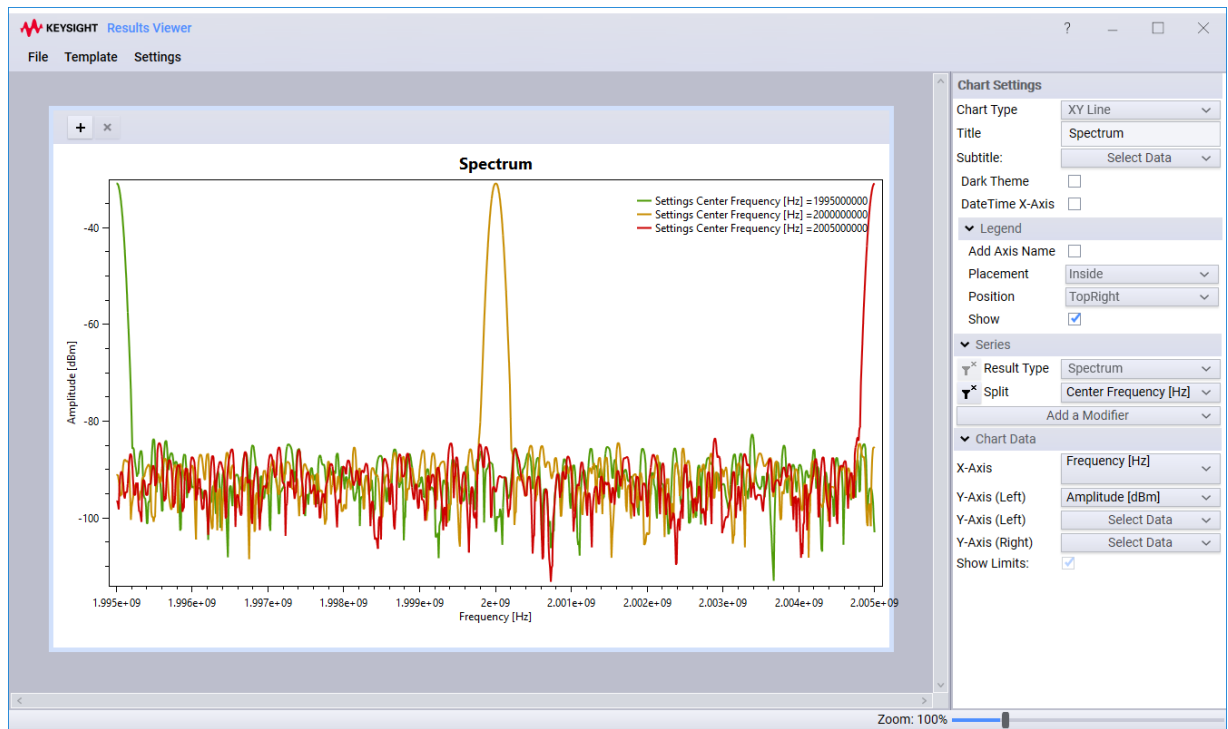 KEYSIGHT Results Viewer
?
File Template Settings
Chart Settings
Chart Type XY Line
Title Spectrum
Subtitle: Select Data
Dark Theme
DateTime X-Axis
Legend
Add Axis Name
Placement Inside
Position TopRight
Show
Series
Result Type Spectrum
Split Center Frequency [Hz]
Add a Modifier
Chart Data
X-Axis Frequency [Hz]
Y-Axis (Left) Amplitude [dBm]
Y-Axis (Left) Select Data
Y-Axis (Right) Select Data
Show Limits:
Spectrum
Settings Center Frequency [Hz] =1995000000
Settings Center Frequency [Hz] =2000000000
Settings Center Frequency [Hz] =2005000000
Amplitude [dBm]
-40
-60
-80
-100
1.995e+09 1.996e+09 1.997e+09 1.998e+09 1.999e+09 2e+09 2.001e+09 2.002e+09 2.003e+09 2.004e+09 2.005e+09
Frequency [Hz]
Zoom: 100%